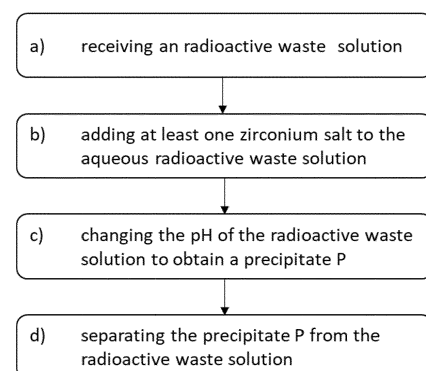 a) receiving an radioactive waste solution
b) adding at least one zirconium salt to the
aqueous radioactive waste solution
c) changing the pH of the radioactive waste
solution to obtain a precipitate P
d) separating the precipitate P from the
radioactive waste solution